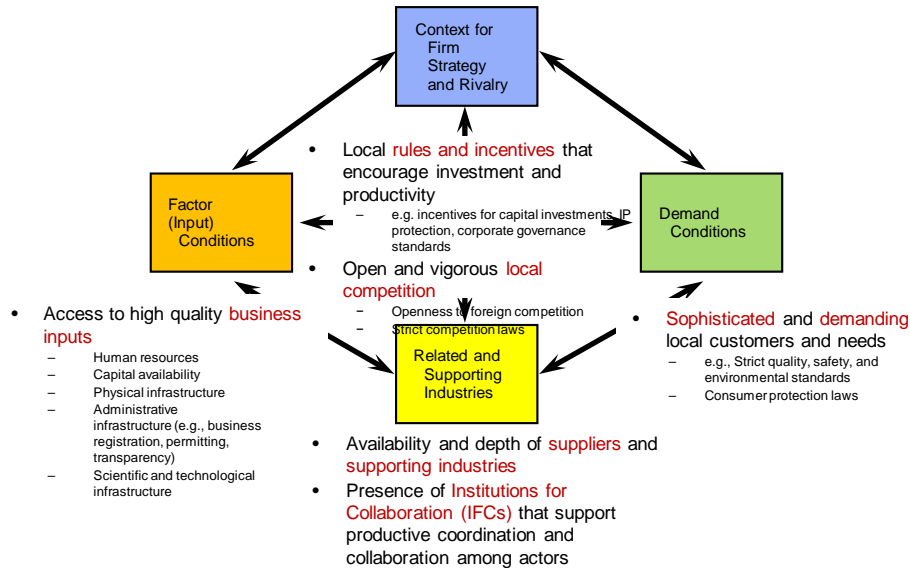 Context for
Firm
Strategy
and Rivalry
• Local rules and incentives that
encourage investment and
productivity
– e.g. incentives for capital investments, IP
protection, corporate governance
standards
• Open and vigorous local
competition
– Openness to foreign competition
– Strict competition laws
Factor
(Input)
Conditions
Demand
Conditions
• Access to high quality business
inputs
– Human resources
– Capital availability
– Physical infrastructure
– Administrative
infrastructure (e.g., business
registration, permitting,
transparency)
– Scientific and technological
infrastructure
• Sophisticated and demanding
local customers and needs
– e.g., Strict quality, safety, and
environmental standards
– Consumer protection laws
Related and
Supporting
Industries
• Availability and depth of suppliers and
supporting industries
• Presence of Institutions for
Collaboration (IFCs) that support
productive coordination and
collaboration among actors